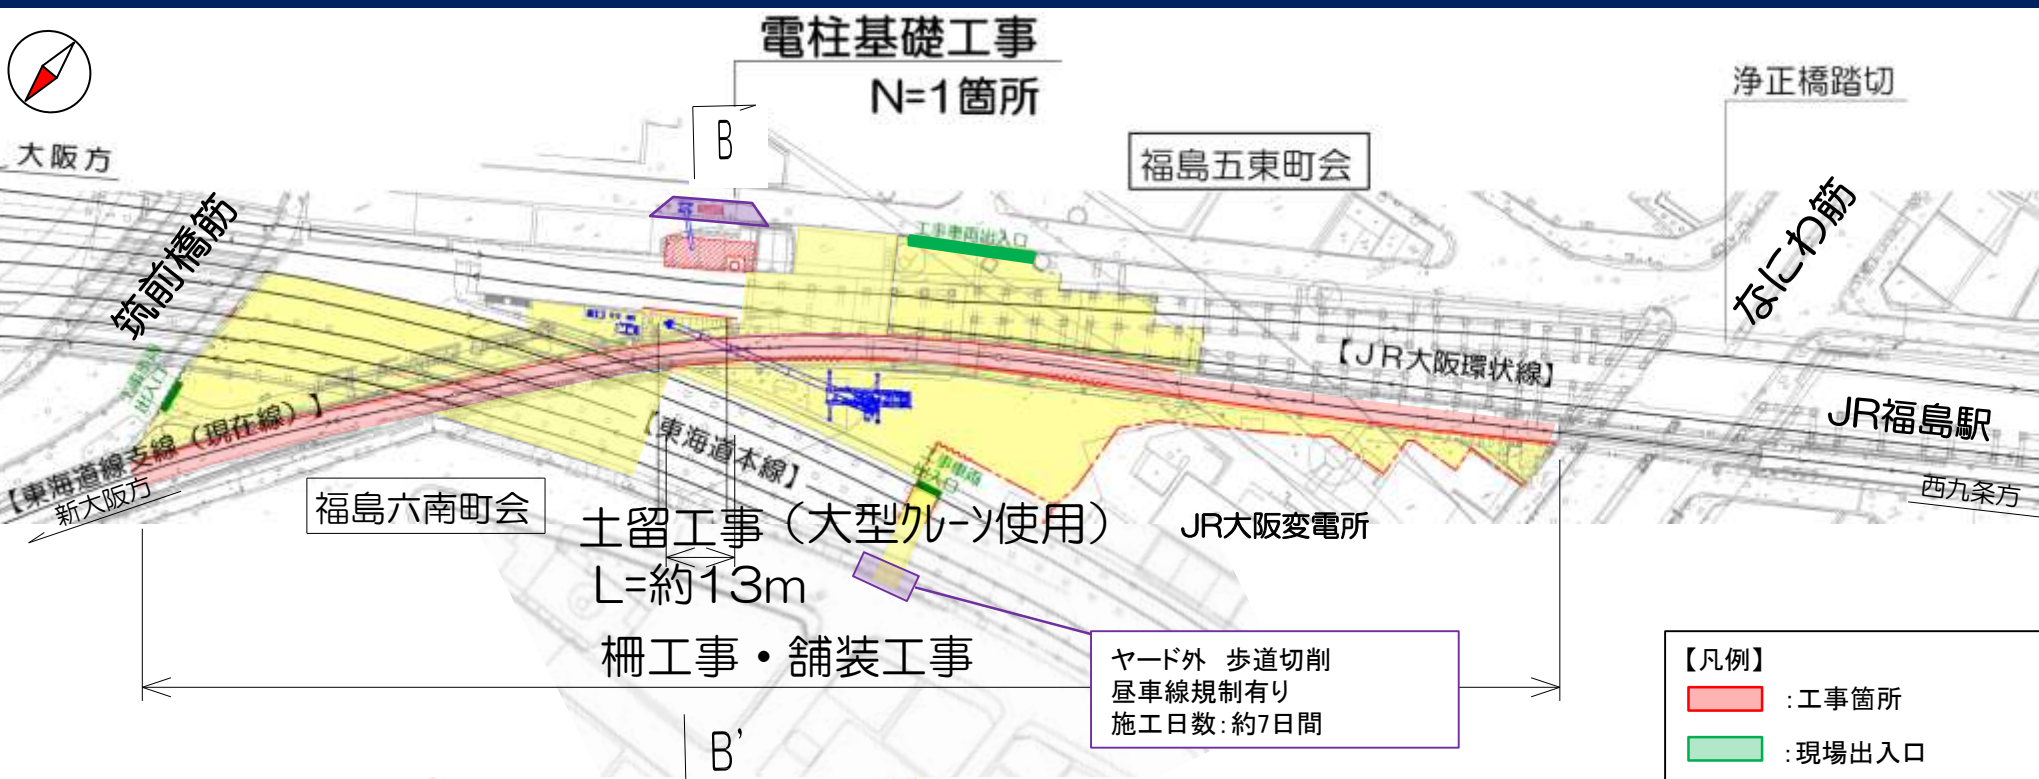 電柱基礎工事
N=1箇所
浄正橋踏切
B
大阪方
福島五東町会
筑前橋筋
なにわ筋
工事車両出入口
【JR大阪環状線】
JR福島駅
西九条方
【東海道線支線（現在線）】
新大阪方
【東海道本線】
工事車両
出入口
福島六南町会
土留工事（大型クレーン使用）
L=約13m
JR大阪変電所
柵工事・舗装工事
ヤード外 歩道切削
昼車線規制有り
施工日数：約7日間
B'
【凡例】
：工事箇所
：現場出入口